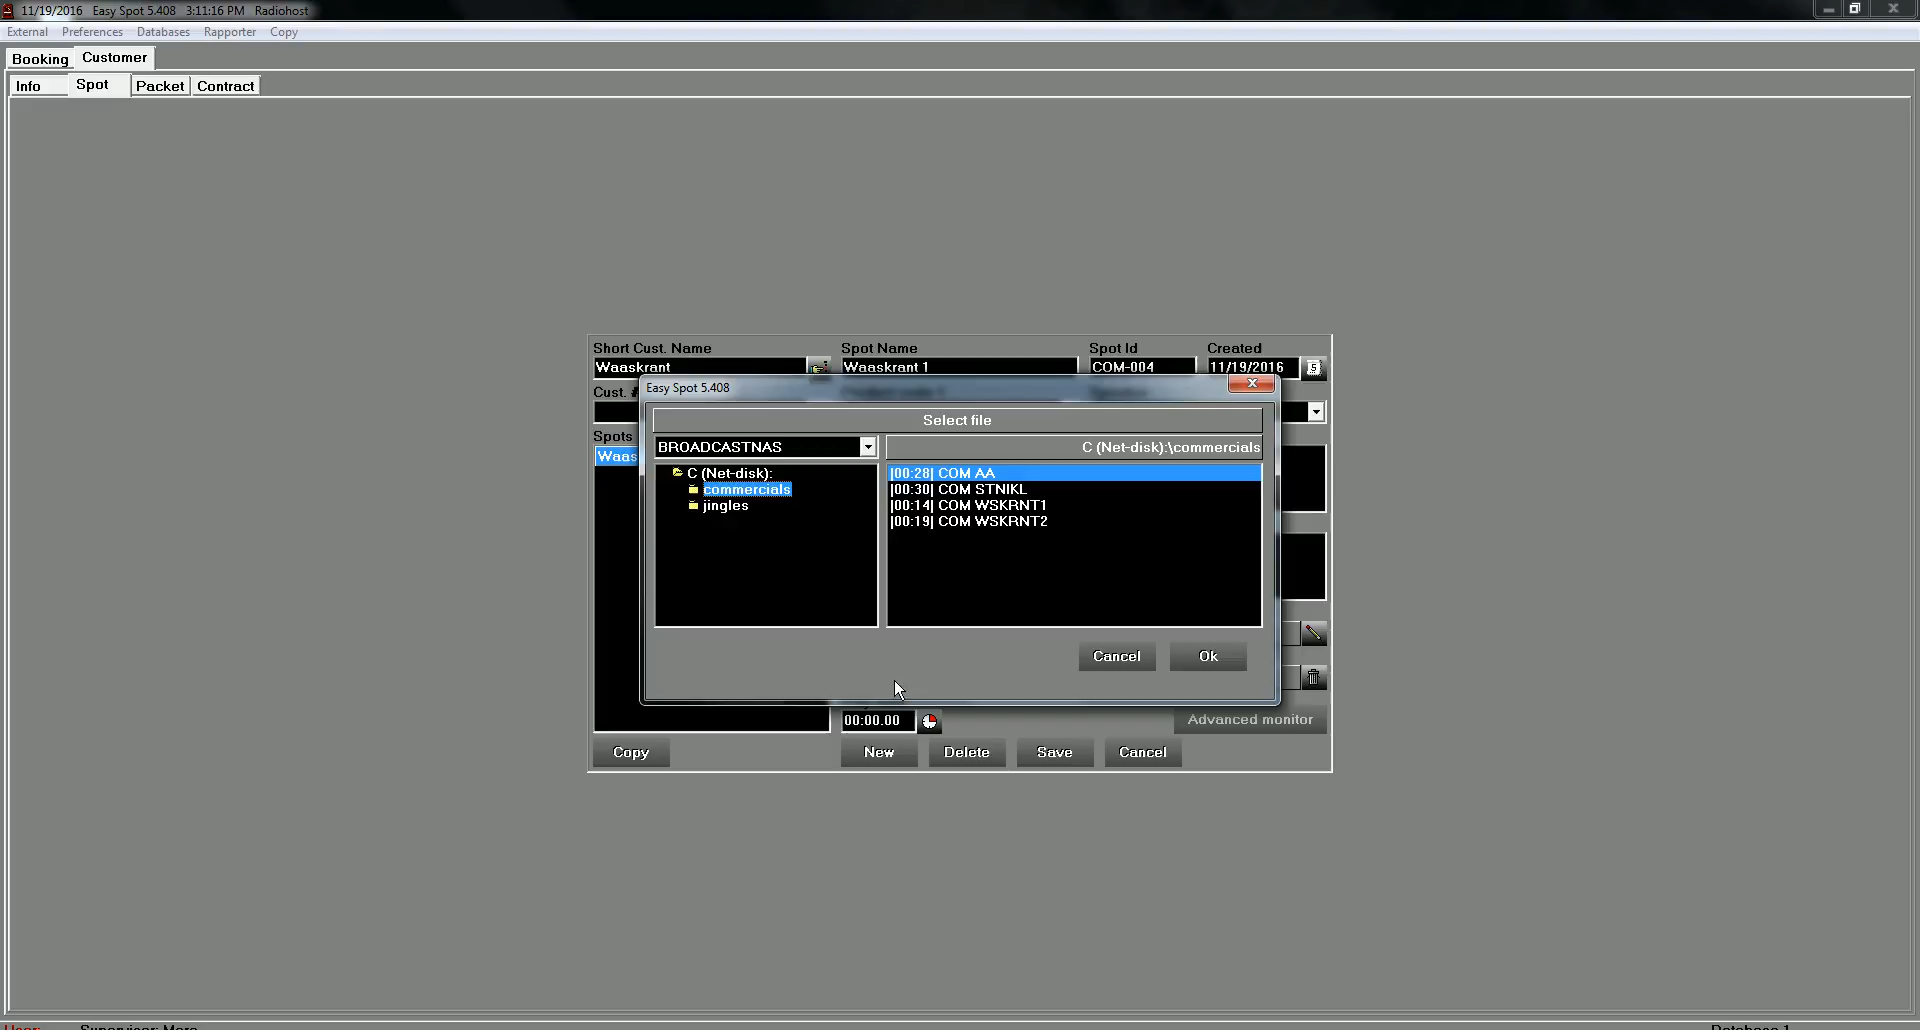 11/19/2016 Easy Spot 5.408 3:11:16 PM Radiohost
External Preferences Databases Rapporter Copy
Booking Customer
Info Spot Packet Contract
Short Cust. Name Spot Name Spot Id Created
Waaskrant Waaskrant 1 COM-004 11/19/2016 5
Easy Spot 5.408
Cust. #
Select file
Spots
BROADCASTNAS C (Net-disk):\commercials
Waas
C (Net-disk): |00:28| COM AA
commercials |00:30| COM STNIKL
jingles |00:14| COM WSKRNT1
|00:19| COM WSKRNT2
Cancel Ok
00:00.00 Advanced monitor
Copy New Delete Save Cancel